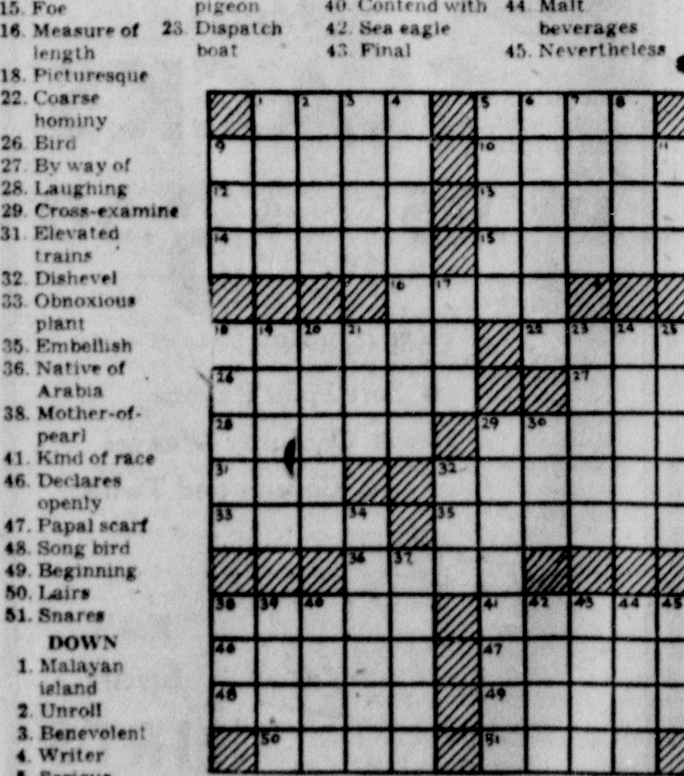 15. Foe
16. Measure of
length
18. Picturesque
22. Coarse
hominy
26. Bird
27. By way of
28. Laughing
29. Cross-examine
31. Elevated
trains
32. Dishevel
33. Obnoxious
plant
35. Embellish
36. Native of
Arabia
38. Mother-of-
pearl
41. Kind of race
46. Declares
openly
47. Papal scarf
48. Song bird
49. Beginning
50. Lairs
51. Snares
DOWN
1. Malayan
island
2. Unroll
3. Benevolent
4. Writer
5. Serious
pigeon
23. Dispatch
boat
40. Contend with
42. Sea eagle
43. Final
44. Malt
beverages
45. Nevertheless
1 2 3 4 5 6 7 8
9 10 11
12 13
14 15
16 17
18 19 20 21 22 23 24 25
26 27
28 29 30
31 32
33 34 35
36 37
38 39 40 41 42 43 44 45
46 47
48 49
50 51